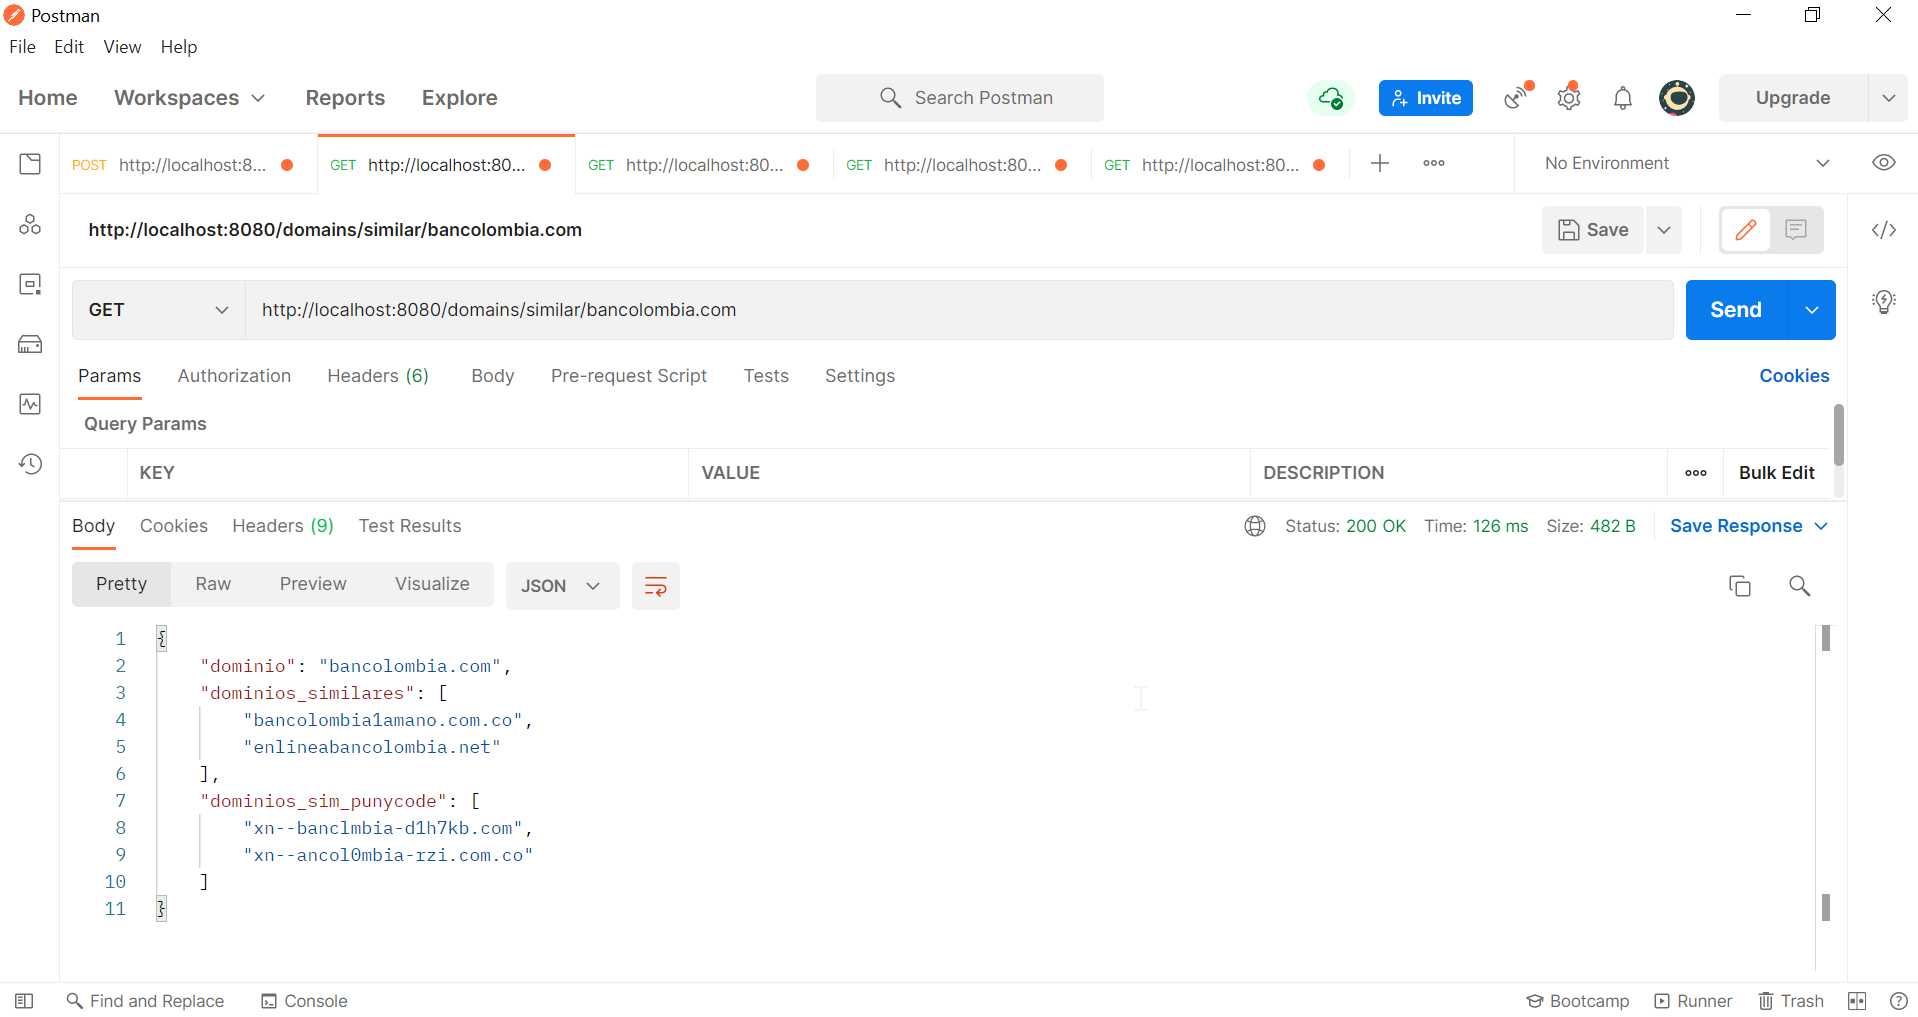 Postman
File Edit View Help
Home Workspaces Reports Explore Search Postman Invite Upgrade
POST http://localhost:8... GET http://localhost:80... GET http://localhost:80... GET http://localhost:80... GET http://localhost:80... No Environment
http://localhost:8080/domains/similar/bancolombia.com Save
GET http://localhost:8080/domains/similar/bancolombia.com Send
Params Authorization Headers (6) Body Pre-request Script Tests Settings Cookies
Query Params
KEY VALUE DESCRIPTION Bulk Edit
Body Cookies Headers (9) Test Results Status: 200 OK Time: 126 ms Size: 482 B Save Response
Pretty Raw Preview Visualize JSON
1 {
2 "dominio": "bancolombia.com",
3 "dominios_similares": [
4 "bancolombia1amano.com.co",
5 "enlineabancolombia.net"
6 ],
7 "dominios_sim_punycode": [
8 "xn--banclmbia-d1h7kb.com",
9 "xn--ancol0mbia-rzi.com.co"
10 ]
11 }
Find and Replace Console Bootcamp Runner Trash